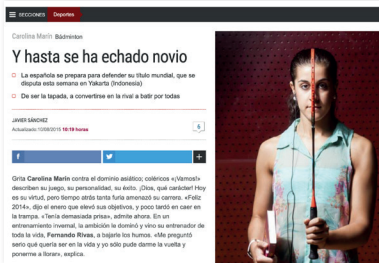 SECCIONES Deportes
Carolina Marín Bádminton
Y hasta se ha echado novio
La española se prepara para defender su título mundial, que se
disputa esta semana en Yakarta (Indonesia)
De ser la tapada, a convertirse en la rival a batir por todas
JAVIER SÁNCHEZ
Actualizado 10/08/2015 10:19 horas
6
Grita Carolina Marín contra el dominio asiático; coléricos «¡Vamos!»
describen su juego, su personalidad, su éxito. ¡Dios, qué carácter! Hoy
es su virtud, pero tiempo atrás tanta furia amenazó su carrera. «Feliz
2014», dijo el enero que elevó sus objetivos, y poco tardó en caer en
la trampa. «Tenía demasiada prisa», admite ahora. En un
entrenamiento invernal, la ambición le dominó y vino su entrenador de
toda la vida, Fernando Rivas, a bajarle los humos. «Me preguntó
serio qué quería ser en la vida y yo sólo pude darme la vuelta y
ponerme a llorar», explica.